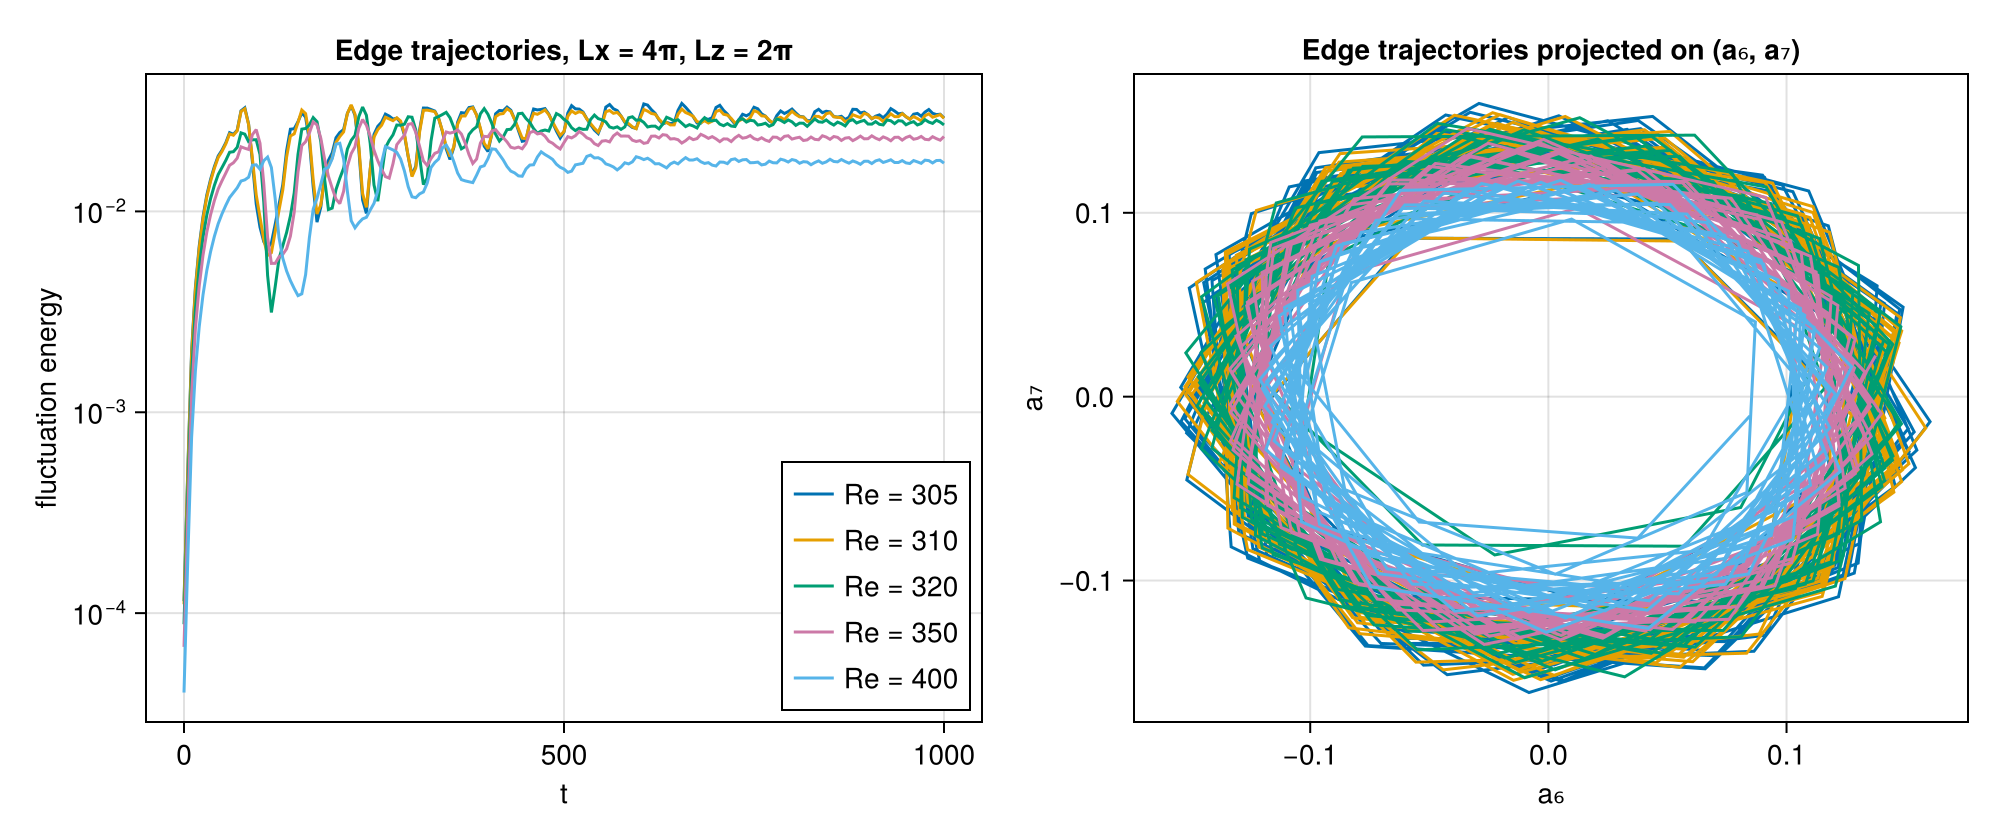 Edge trajectories, Lx = 4π, Lz = 2π
fluctuation energy
10⁻²
10⁻³
10⁻⁴
Re = 305
Re = 310
Re = 320
Re = 350
Re = 400
0
500
1000
t
Edge trajectories projected on (a₆, a₇)
a₇
0.1
0.0
−0.1
−0.1
0.0
0.1
a₆